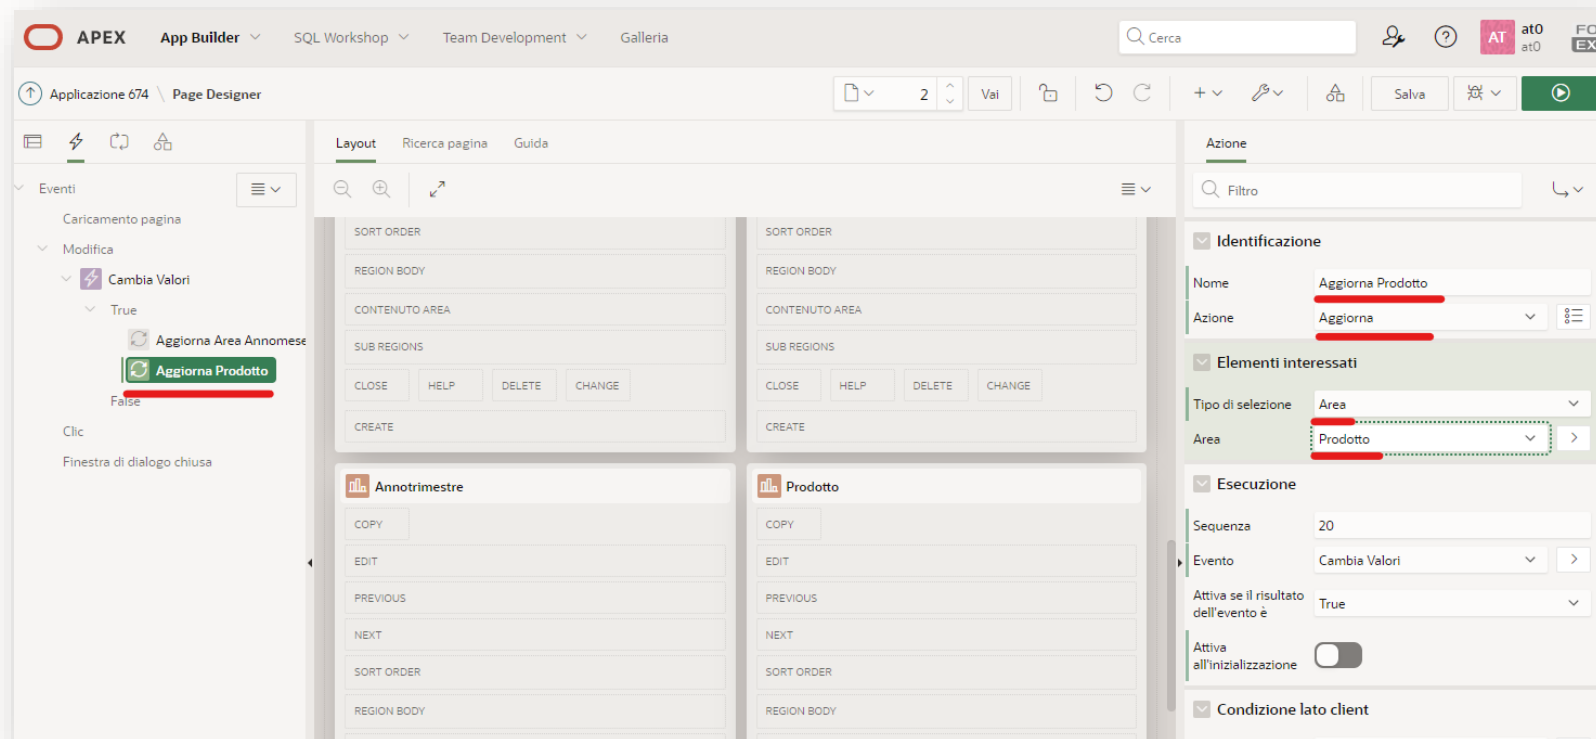 APEX App Builder SQL Workshop Team Development Galleria Cerca AT at0 FO
at0 EX
Applicazione 674 \ Page Designer 2 Vai Salva
Layout Ricerca pagina Guida Azione
Eventi
Filtro
Caricamento pagina
Modifica
Cambia Valori
True
Aggiorna Area Annomese
Aggiorna Prodotto
False
Clic
Finestra di dialogo chiusa
SORT ORDER SORT ORDER
REGION BODY REGION BODY
CONTENUTO AREA CONTENUTO AREA
SUB REGIONS SUB REGIONS
CLOSE HELP DELETE CHANGE CLOSE HELP DELETE CHANGE
CREATE CREATE
Annotrimestre Prodotto
COPY COPY
EDIT EDIT
PREVIOUS PREVIOUS
NEXT NEXT
SORT ORDER SORT ORDER
REGION BODY REGION BODY
Identificazione
Nome Aggiorna Prodotto
Azione Aggiorna
Elementi interessati
Tipo di selezione Area
Area Prodotto
Esecuzione
Sequenza 20
Evento Cambia Valori
Attiva se il risultato
dell'evento è True
Attiva
all'inizializzazione
Condizione lato client